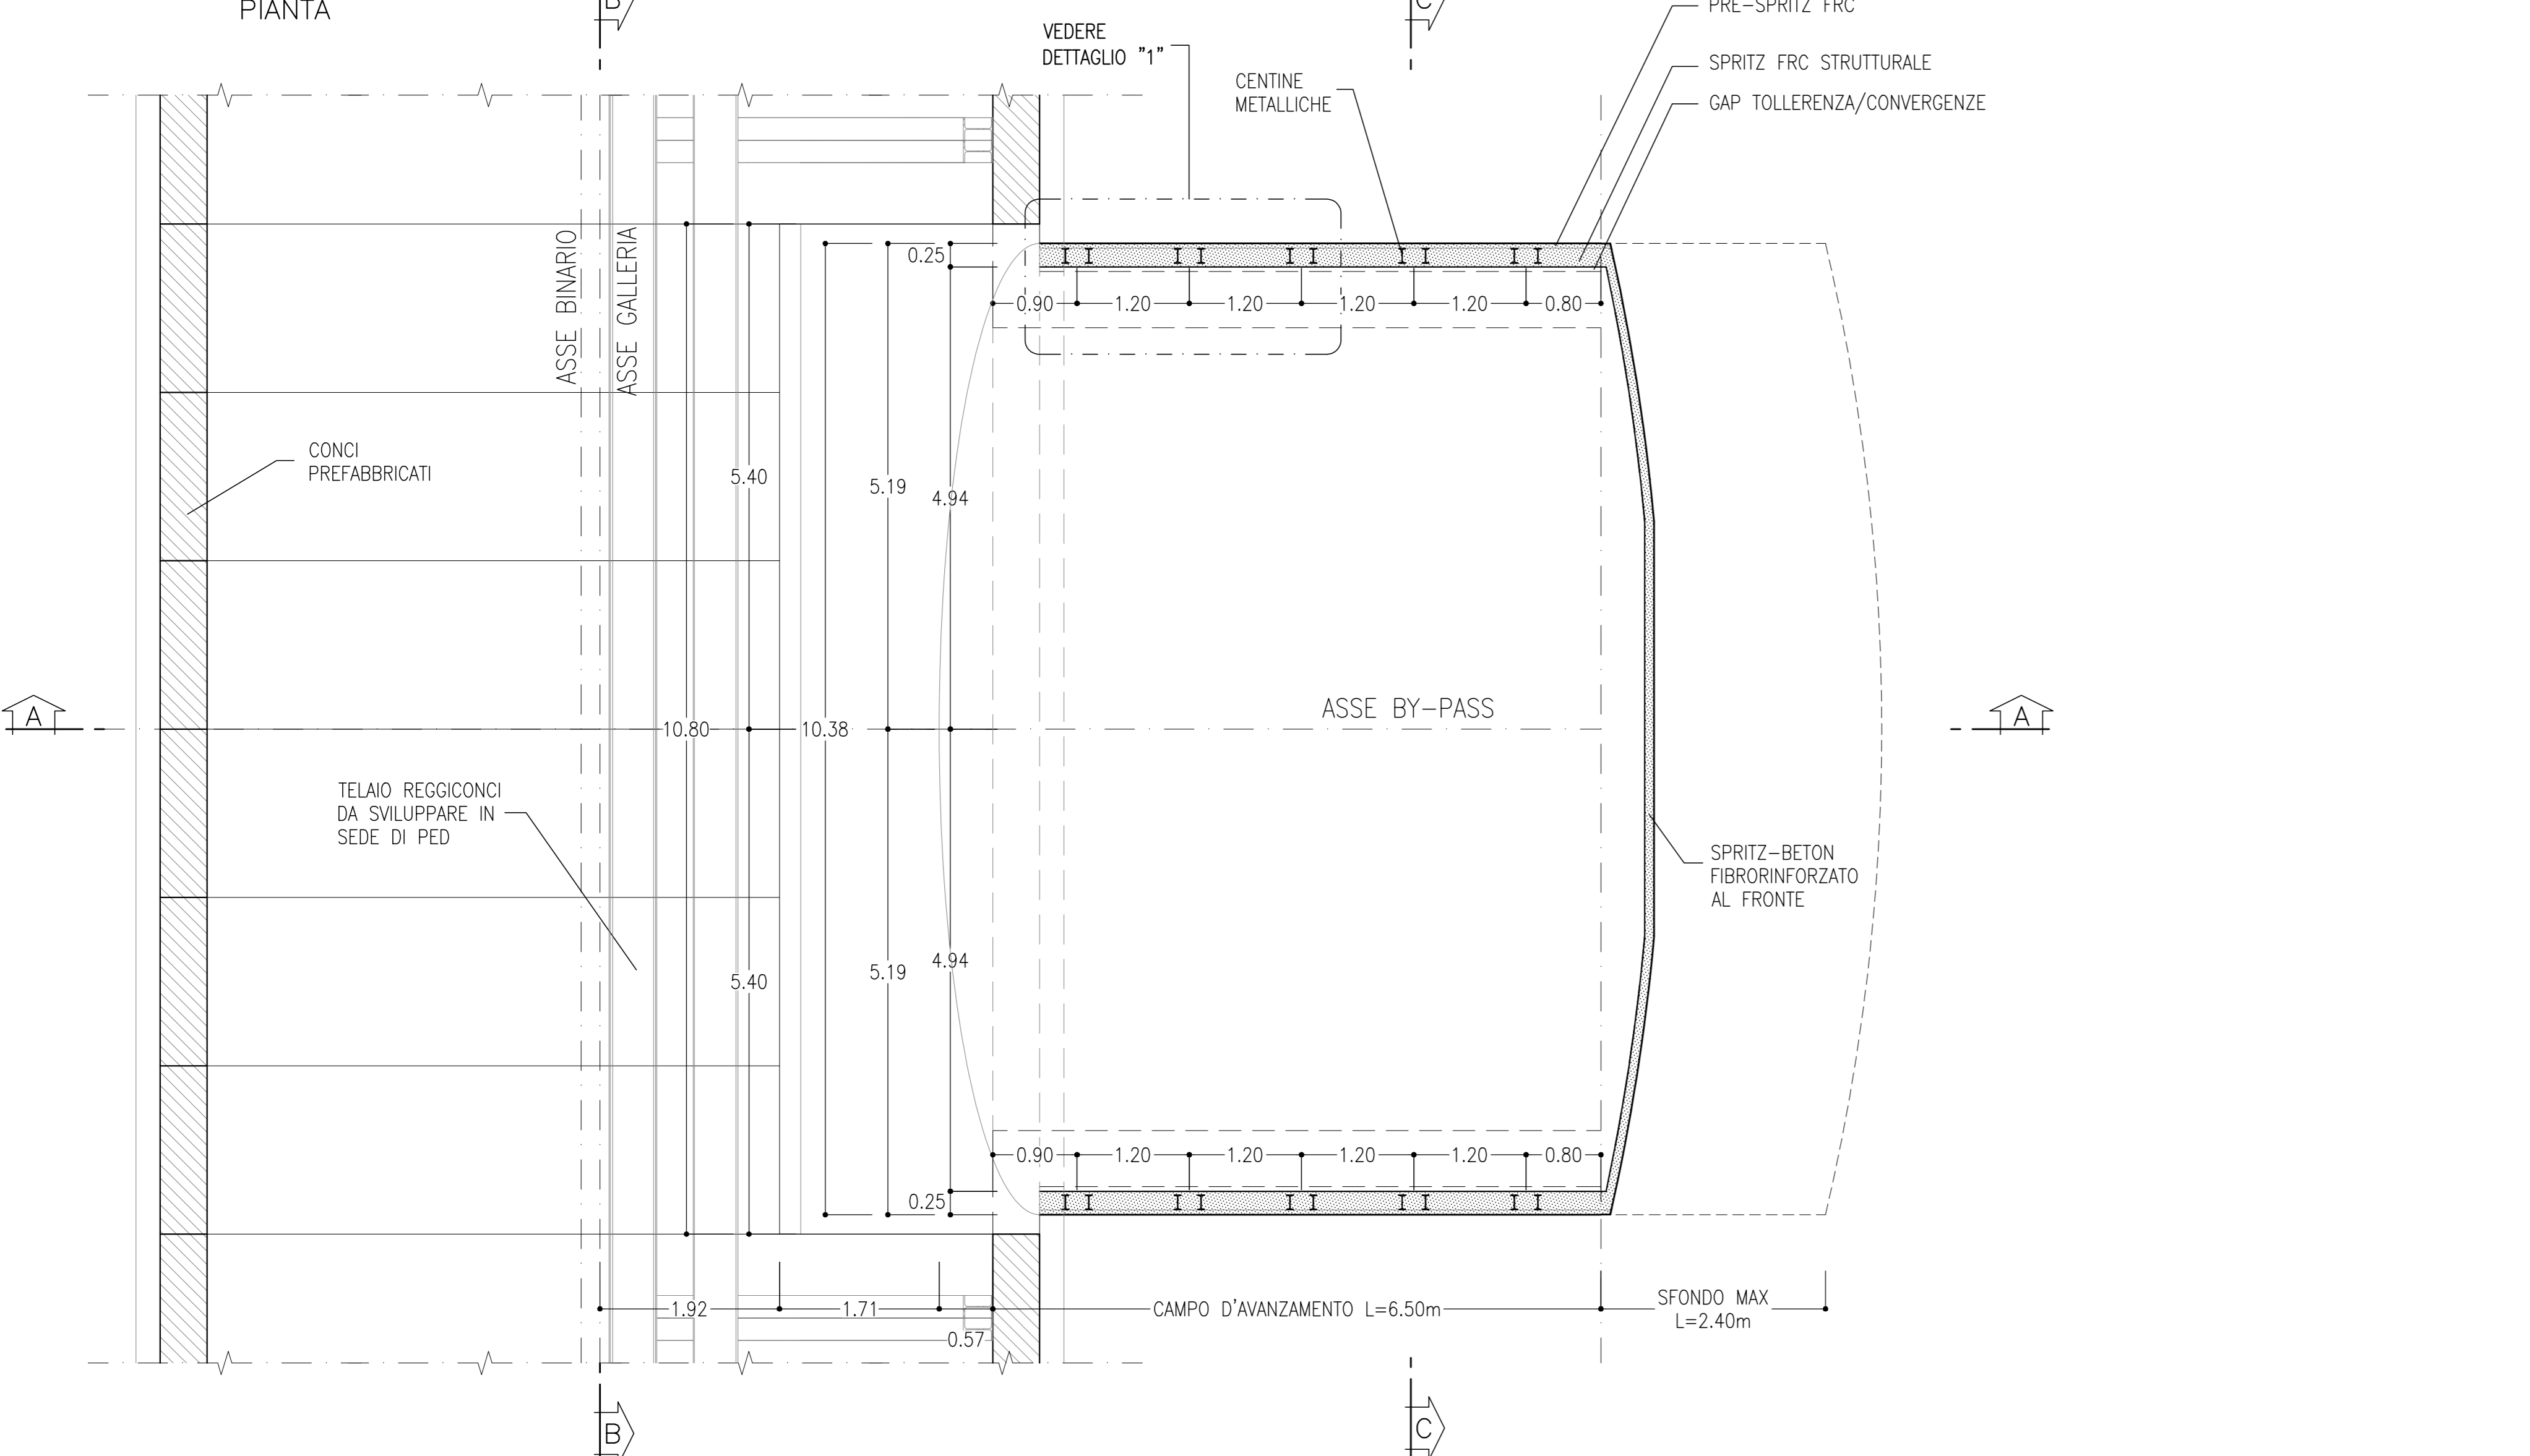 PIANTA
B
C
PRE-SPRITZ FRC
VEDERE
DETTAGLIO "1"
SPRITZ FRC STRUTTURALE
CENTINE
METALLICHE
GAP TOLLERENZA/CONVERGENZE
ASSE BINARIO
ASSE GALLERIA
0.25
0.90
1.20
1.20
1.20
1.20
0.80
CONCI
PREFABBRICATI
5.40
5.19
4.94
A
10.80
10.38
ASSE BY-PASS
A
TELAIO REGGICONCI
DA SVILUPPARE IN
SEDE DI PED
SPRITZ-BETON
FIBRORINFORZATO
AL FRONTE
5.40
5.19
4.94
0.90
1.20
1.20
1.20
1.20
0.80
0.25
1.92
1.71
0.57
CAMPO D'AVANZAMENTO L=6.50m
SFONDO MAX
L=2.40m
B
C